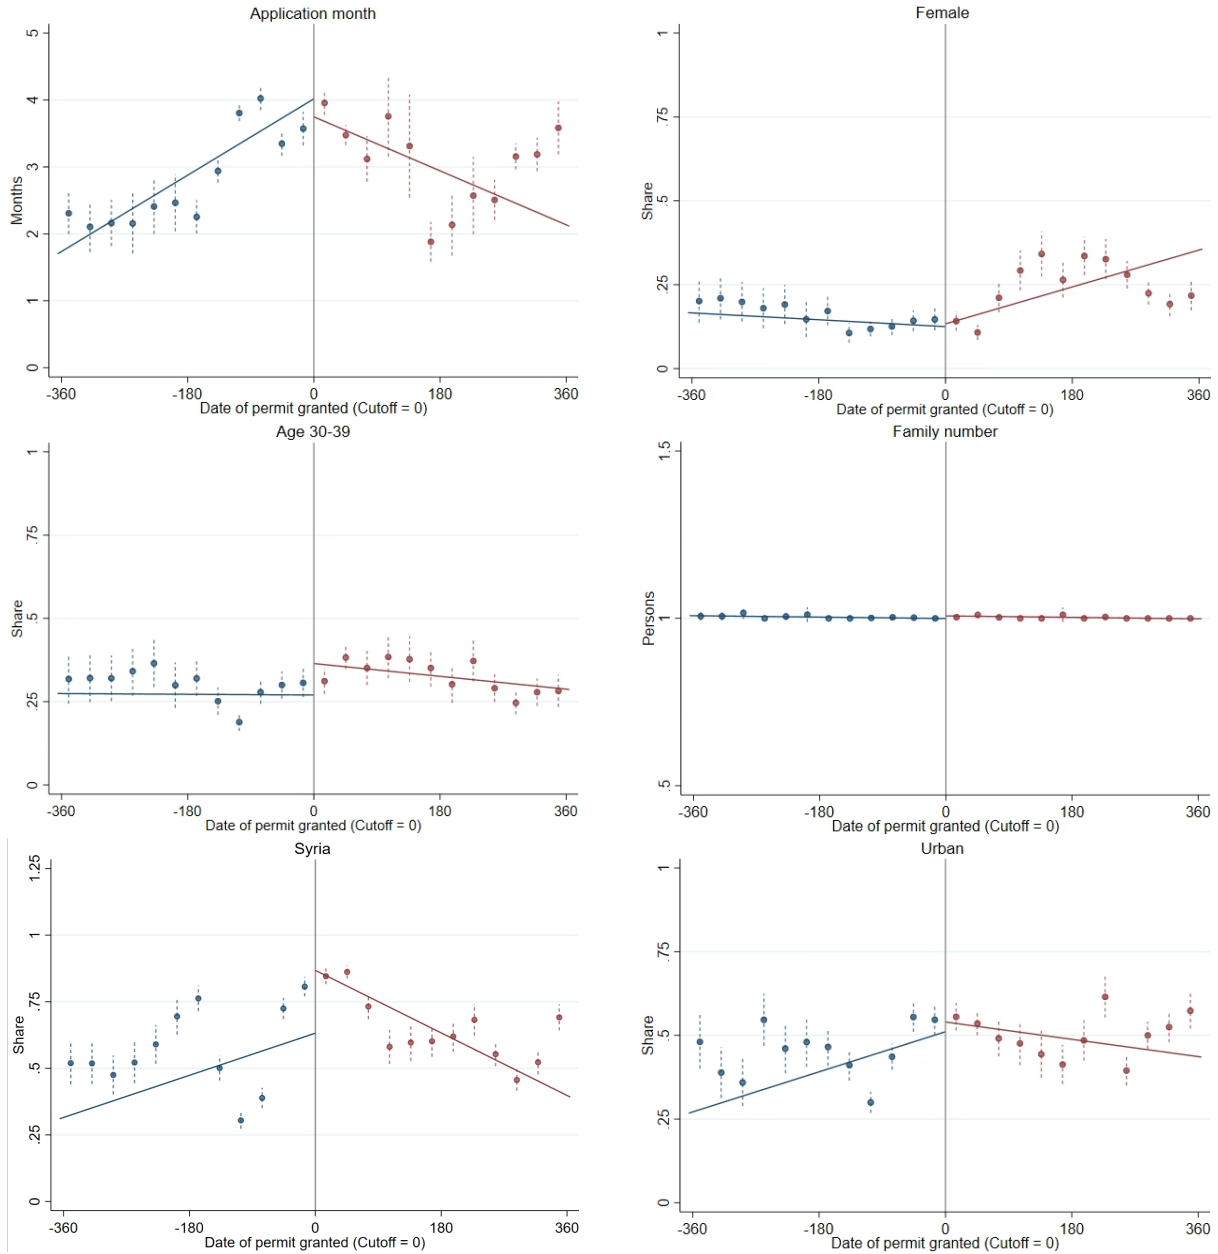 Application month
5
4
3
2
1
0
Months
-360 -180 0 180 360
Date of permit granted (Cutoff = 0)
Female
1
.75
.5
.25
0
Share
-360 -180 0 180 360
Date of permit granted (Cutoff = 0)
Age 30-39
1
.75
.5
.25
0
Share
-360 -180 0 180 360
Date of permit granted (Cutoff = 0)
Family number
1.5
1
.5
Persons
-360 -180 0 180 360
Date of permit granted (Cutoff = 0)
Syria
1.25
1
.75
.5
.25
0
Share
-360 -180 0 180 360
Date of permit granted (Cutoff = 0)
Urban
1
.75
.5
.25
0
Share
-360 -180 0 180 360
Date of permit granted (Cutoff = 0)